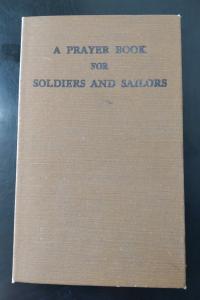 A PRAYER BOOK
FOR
SOLDIERS AND SAILORS